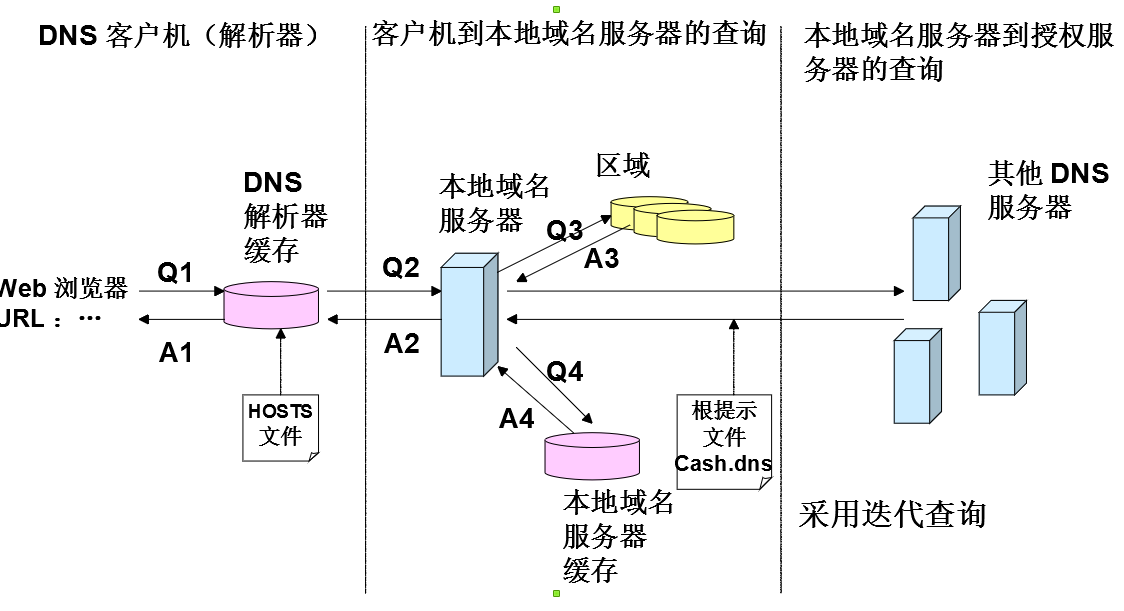 DNS 客户机（解析器）
客户机到本地域名服务器的查询
本地域名服务器到授权服
务器的查询
DNS
解析器
缓存
本地域名
服务器
区域
其他 DNS
服务器
Q3
A3
Q1
Q2
Web 浏览器
URL ：…
A1
A2
Q4
A4
HOSTS
文件
根提示
文件
Cash.dns
本地域名
服务器
缓存
采用迭代查询